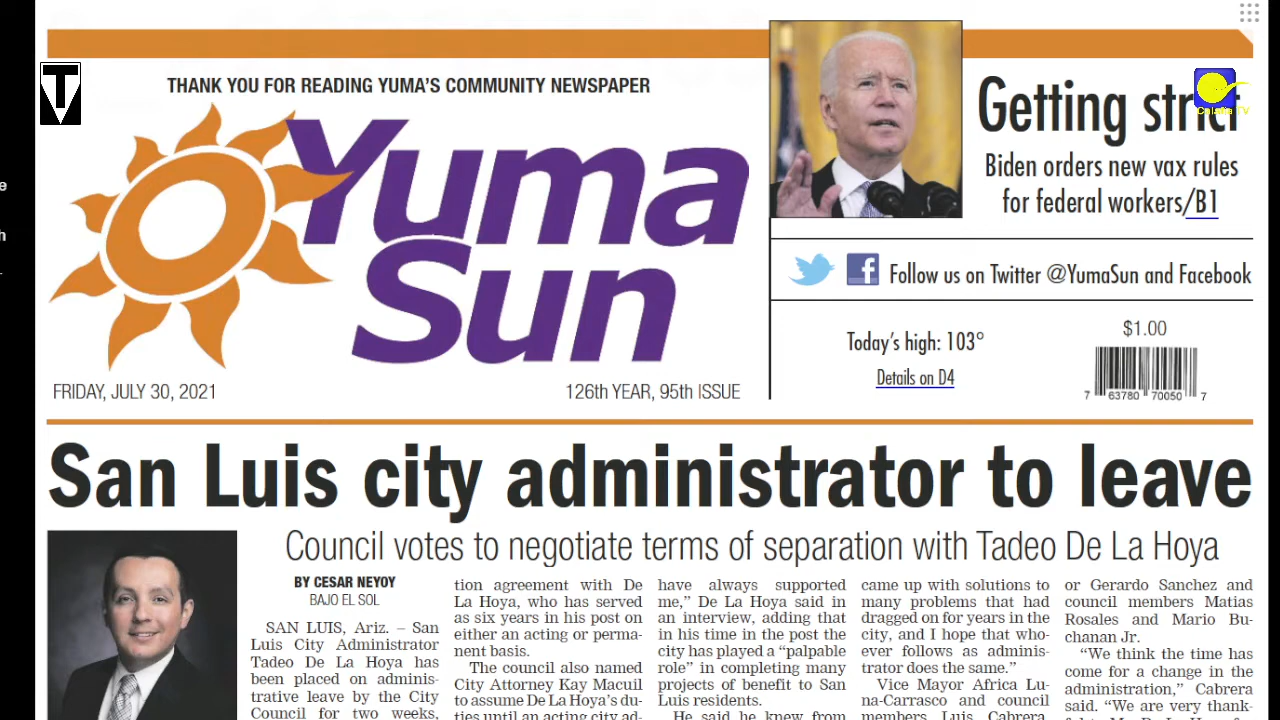 THANK YOU FOR READING YUMA'S COMMUNITY NEWSPAPER
Yuma
Sun
FRIDAY, JULY 30, 2021
126th YEAR, 95th ISSUE
Getting strict
Biden orders new vax rules
for federal workers/B1
Follow us on Twitter @YumaSun and Facebook
Today's high: 103°
Details on D4
$1.00
7 63780 70050 7
San Luis city administrator to leave
Council votes to negotiate terms of separation with Tadeo De La Hoya
BY CESAR NEYOY
BAJO EL SOL
SAN LUIS, Ariz. – San
Luis City Administrator
Tadeo De La Hoya has
been placed on adminis-
trative leave by the City
Council for two weeks,
tion agreement with De
La Hoya, who has served
as six years in his post on
either an acting or perma-
nent basis.
The council also named
City Attorney Kay Macuil
to assume De La Hoya's du-
ties until an acting city ad-
have always supported
me,” De La Hoya said in
an interview, adding that
in his time in the post the
city has played a “palpable
role” in completing many
projects of benefit to San
Luis residents.
He said he knew from
came up with solutions to
many problems that had
dragged on for years in the
city, and I hope that who-
ever follows as adminis-
trator does the same.”
Vice Mayor Africa Lu-
na-Carrasco and council
members Luis Cabrera,
or Gerardo Sanchez and
council members Matias
Rosales and Mario Bu-
chanan Jr.
“We think the time has
come for a change in the
administration,” Cabrera
said. “We are very thank-